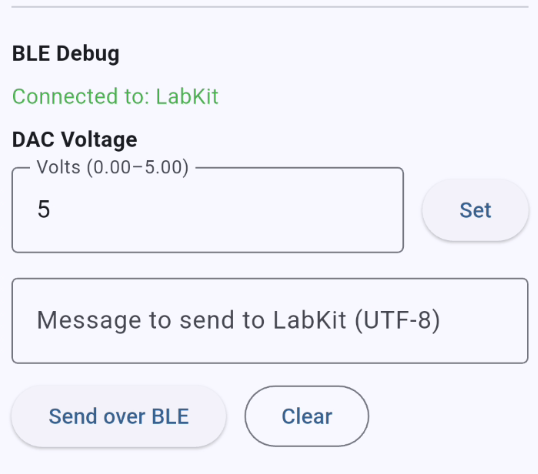 BLE Debug
Connected to: LabKit
DAC Voltage
Volts (0.00–5.00)
5
Set
Message to send to LabKit (UTF-8)
Send over BLE
Clear